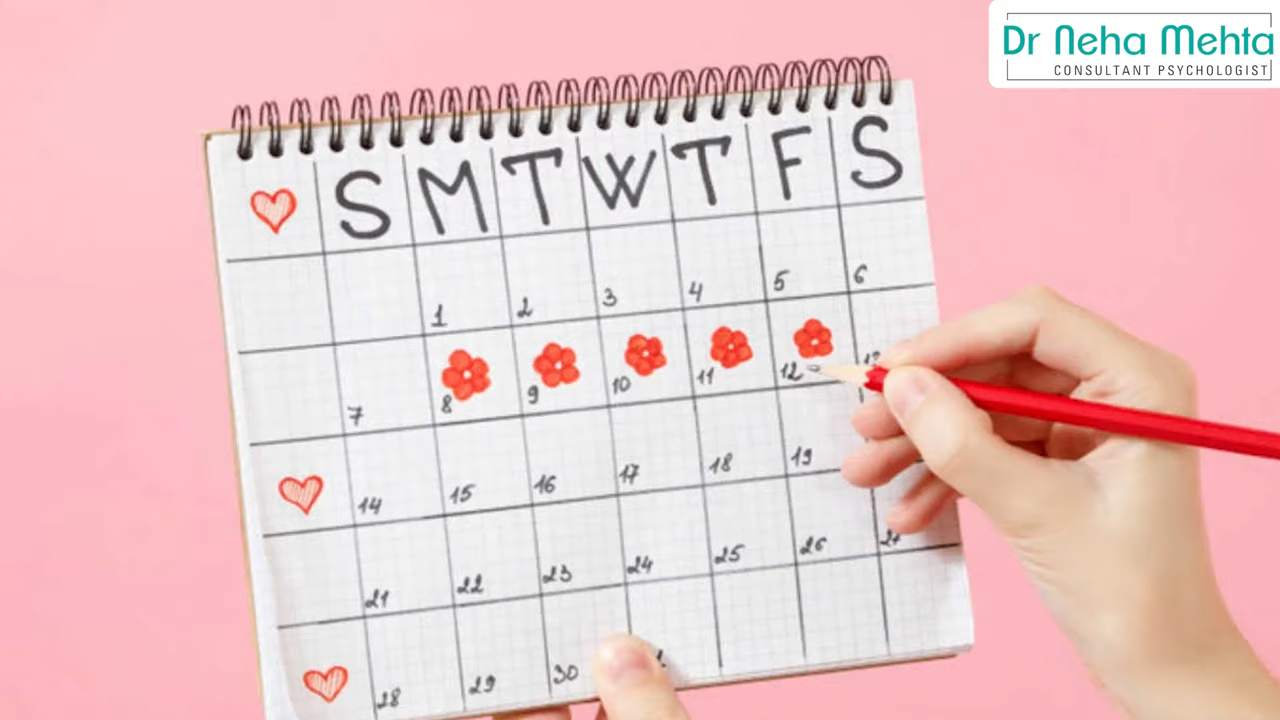 Dr Neha Mehta
CONSULTANT PSYCHOLOGIST
S M T W T F S
1 2 3 4 5 6
7 8 9 10 11 12
14 15 16 17 18 19
21 22 23 24 25 26 27
28 29 30